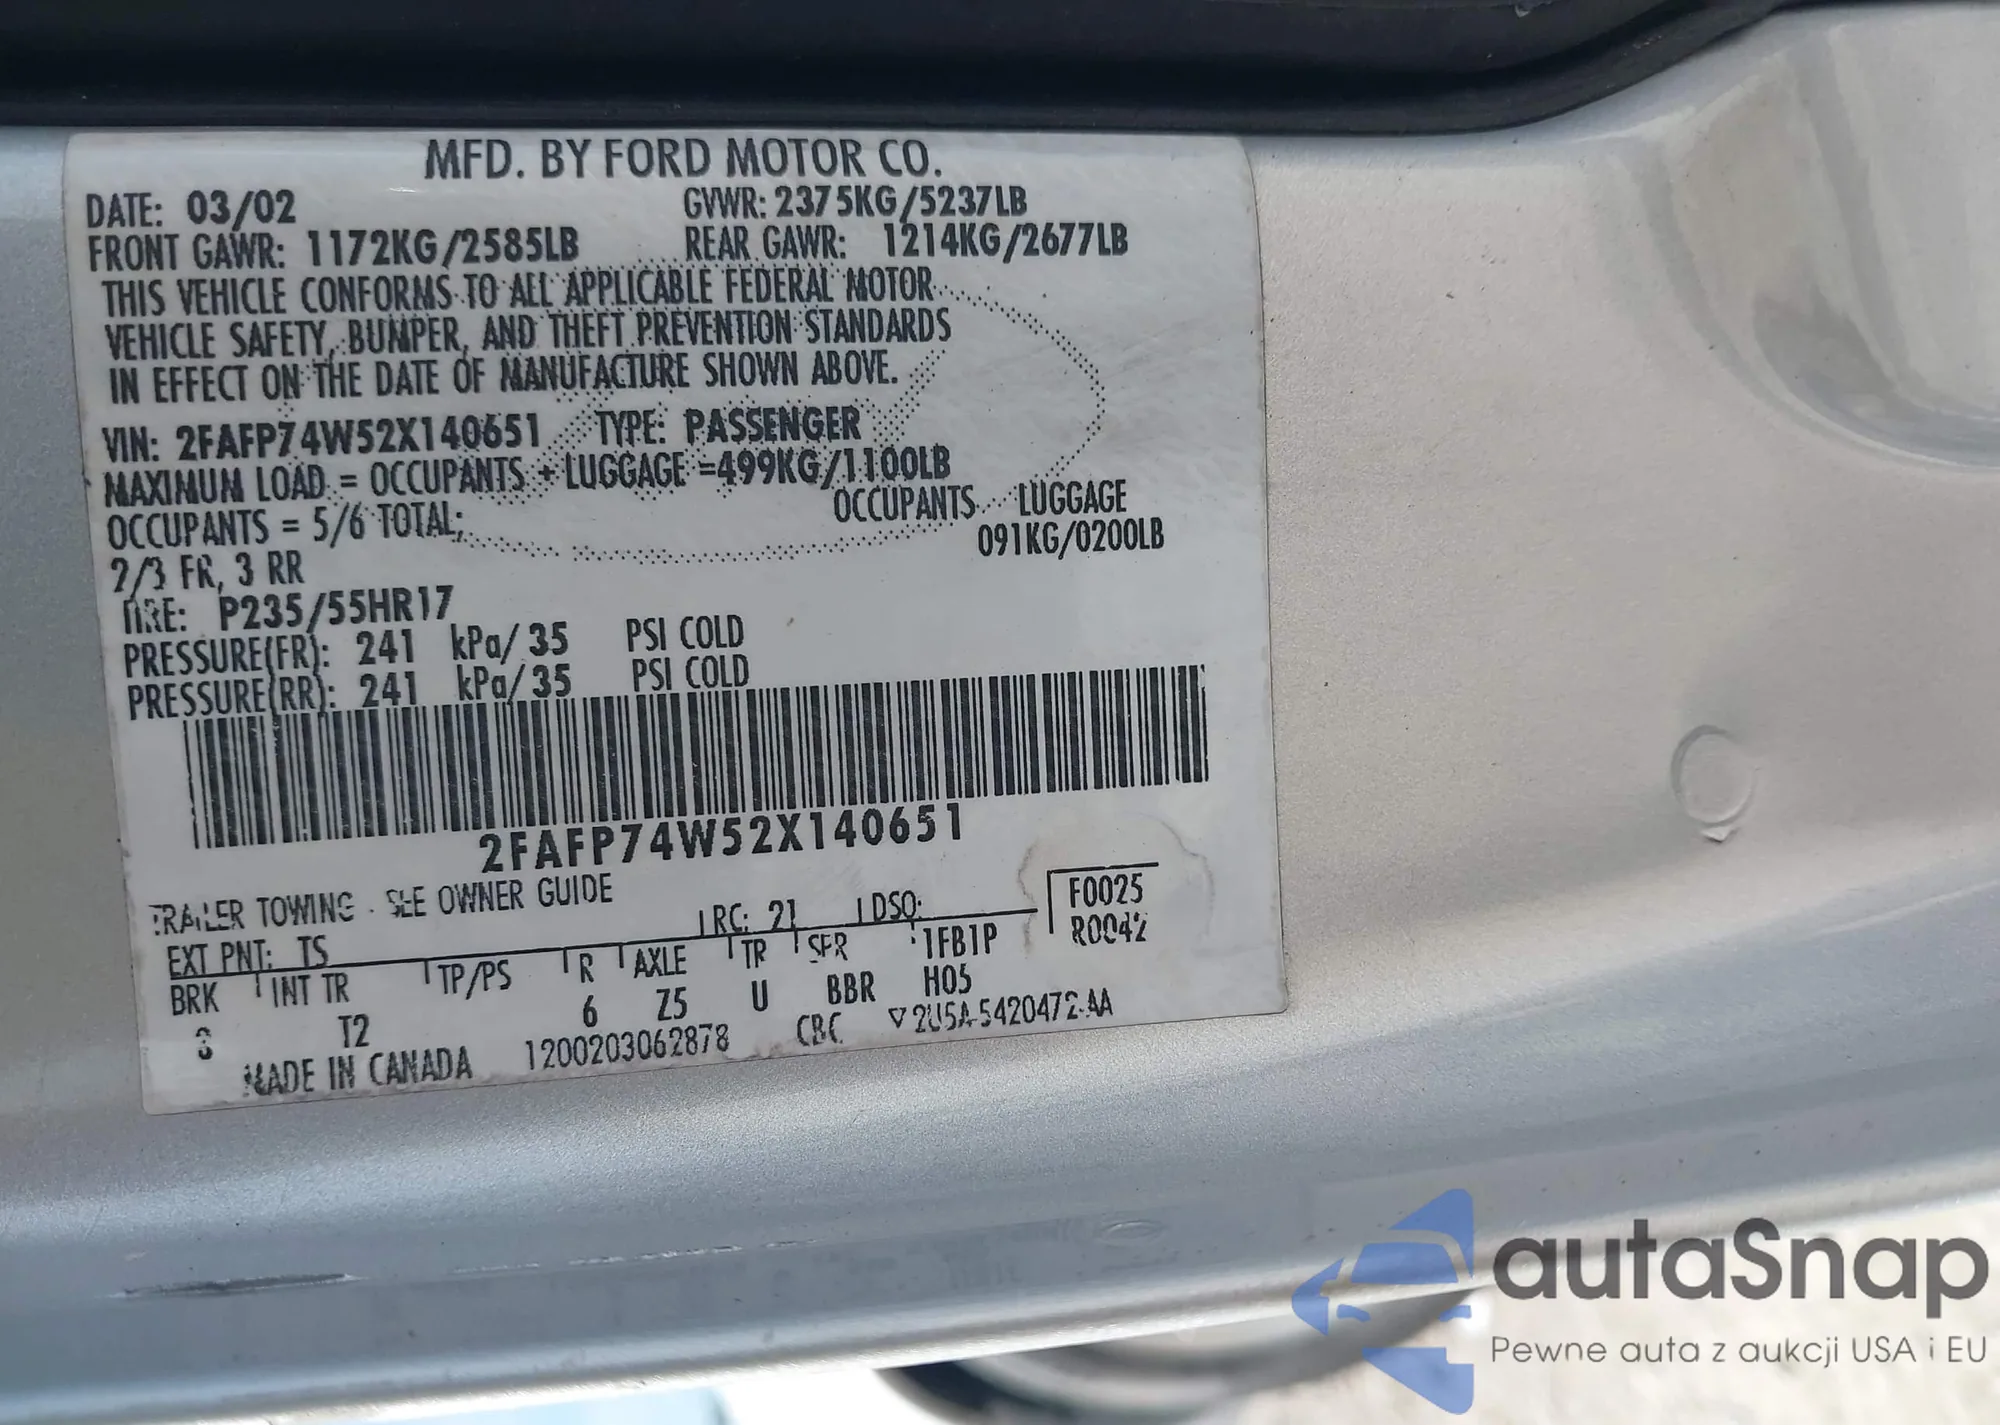 MFD. BY FORD MOTOR CO.
DATE: 03/02 GVWR: 2375KG/5237LB
FRONT GAWR: 1172KG/2585LB REAR GAWR: 1214KG/2677LB
THIS VEHICLE CONFORMS TO ALL APPLICABLE FEDERAL MOTOR
VEHICLE SAFETY, BUMPER, AND THEFT PREVENTION STANDARDS
IN EFFECT ON THE DATE OF MANUFACTURE SHOWN ABOVE.
VIN: 2FAFP74W52X140651 TYPE: PASSENGER
MAXIMUM LOAD = OCCUPANTS + LUGGAGE =499KG/1100LB
OCCUPANTS LUGGAGE
OCCUPANTS = 5/6 TOTAL; 091KG/0200LB
2/3 FR, 3 RR
TIRE: P235/55HR17
PRESSURE(FR): 241 kPa/ 35 PSI COLD
PRESSURE(RR): 241 kPa/ 35 PSI COLD
2FAFP74W52X140651
TRAILER TOWING - SEE OWNER GUIDE
EXT PNT: TS RC: 21 DSO: F0025
BRK INT TR TP/PS R AXLE TR SPR 1FB1P R0042
3 T2 6 Z5 U BBR H05
MADE IN CANADA 1200203062878 CBC ▽ 2U5A-5420472-AA
autaSnap
Pewne auta z aukcji USA i EU